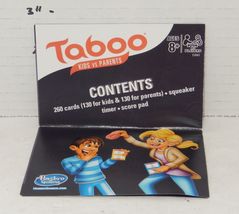 3"
Taboo
KIDS vs PARENTS
8+
CONTENTS
260 cards (130 for kids & 130 for parents) • squeaker
timer • score pad
Hasbro
Gaming